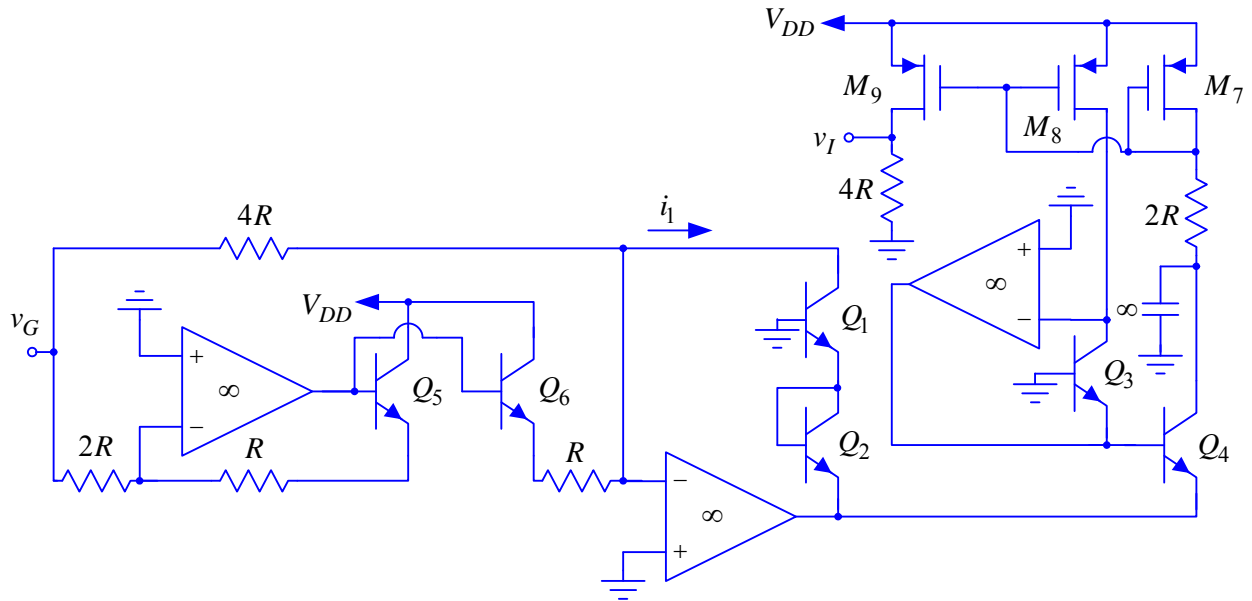 V_DD
M_9
M_8
M_7
v_I
4R
2R
4R
i_1
+
∞
−
∞
V_DD
v_G
Q_1
+
∞
−
Q_5
Q_6
Q_3
2R
R
R
Q_2
Q_4
−
∞
+